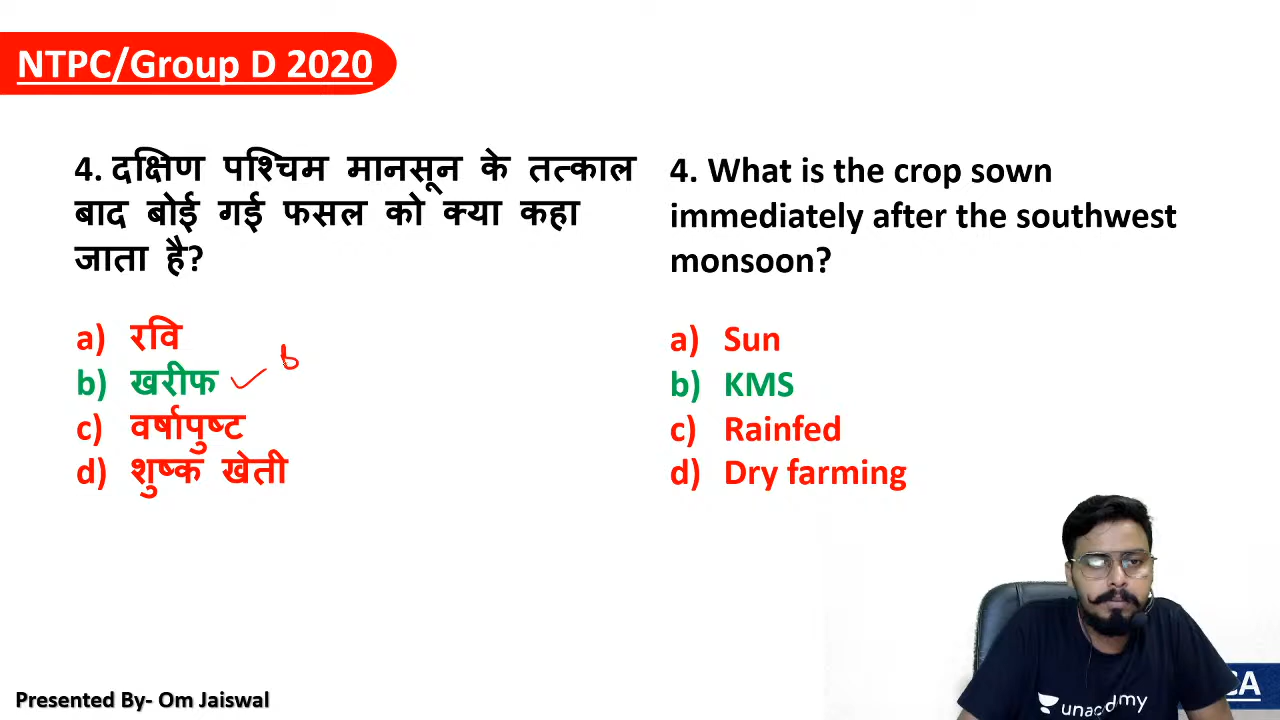 NTPC/Group D 2020
4. दक्षिण पश्चिम मानसून के तत्काल
बाद बोई गई फसल को क्या कहा
जाता है?
a) रवि
b) खरीफ
c) वर्षापुष्ट
d) शुष्क खेती
b
4. What is the crop sown
immediately after the southwest
monsoon?
a) Sun
b) KMS
c) Rainfed
d) Dry farming
unacademy
CA
Presented By- Om Jaiswal